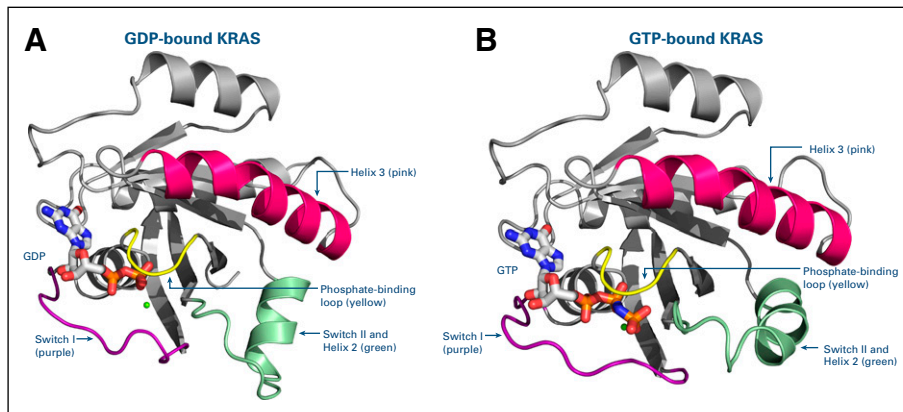 A
GDP-bound KRAS
Helix 3 (pink)
GDP
Phosphate-binding
loop (yellow)
Switch I
(purple)
Switch II and
Helix 2 (green)
B
GTP-bound KRAS
Helix 3 (pink)
GTP
Phosphate-binding
loop (yellow)
Switch I
(purple)
Switch II and
Helix 2 (green)